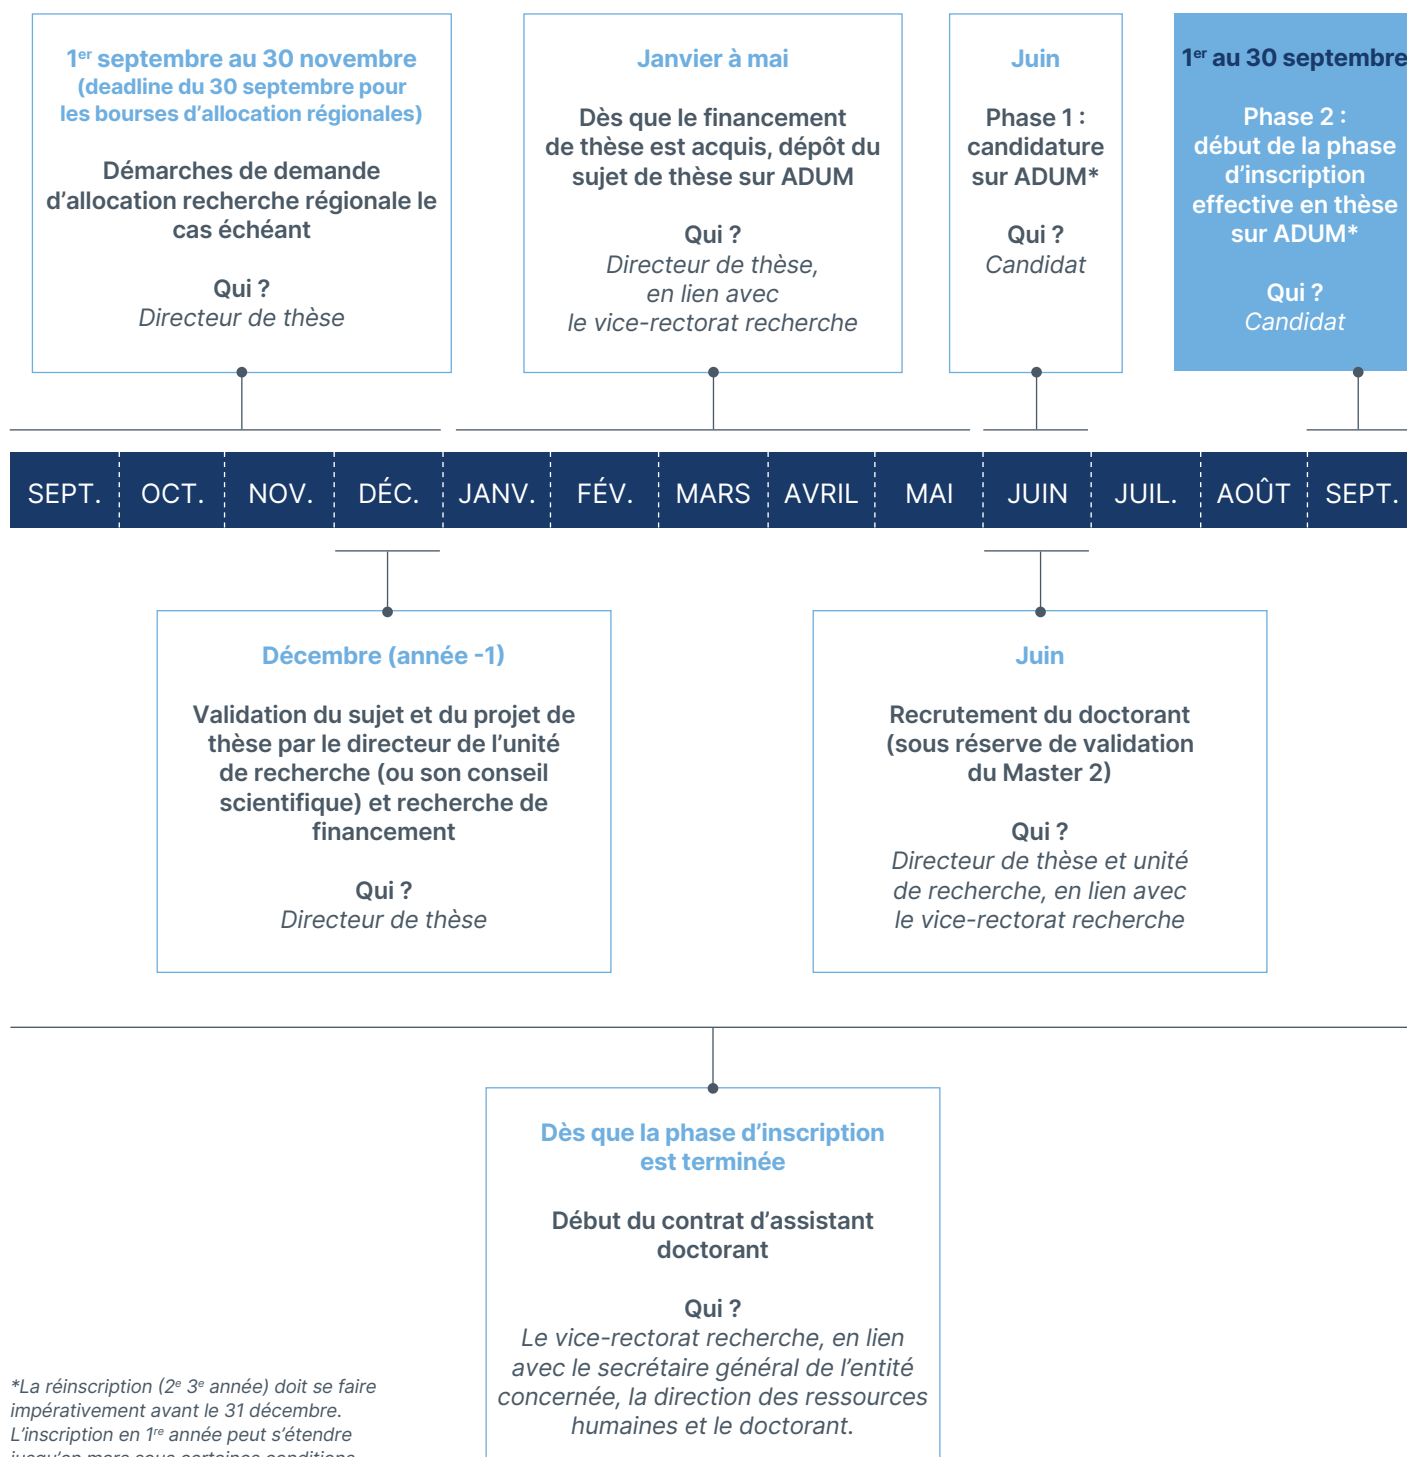 1er septembre au 30 novembre
(deadline du 30 septembre pour
les bourses d’allocation régionales)
Démarches de demande
d’allocation recherche régionale le
cas échéant
Qui ?
Directeur de thèse
Janvier à mai
Dès que le financement
de thèse est acquis, dépôt du
sujet de thèse sur ADUM
Qui ?
Directeur de thèse,
en lien avec
le vice-rectorat recherche
Juin
Phase 1 :
candidature
sur ADUM*
Qui ?
Candidat
1er au 30 septembre
Phase 2 :
début de la phase
d’inscription
effective en thèse
sur ADUM*
Qui ?
Candidat
SEPT. OCT. NOV. DÉC. JANV. FÉV. MARS AVRIL MAI JUIN JUIL. AOÛT SEPT.
Décembre (année -1)
Validation du sujet et du projet de
thèse par le directeur de l’unité
de recherche (ou son conseil
scientifique) et recherche de
financement
Qui ?
Directeur de thèse
Juin
Recrutement du doctorant
(sous réserve de validation
du Master 2)
Qui ?
Directeur de thèse et unité
de recherche, en lien avec
le vice-rectorat recherche
Dès que la phase d’inscription
est terminée
Début du contrat d’assistant
doctorant
Qui ?
Le vice-rectorat recherche, en lien
avec le secrétaire général de l’entité
concernée, la direction des ressources
humaines et le doctorant.
*La réinscription (2e 3e année) doit se faire
impérativement avant le 31 décembre.
L’inscription en 1re année peut s’étendre
jusqu’en mars sous certaines conditions